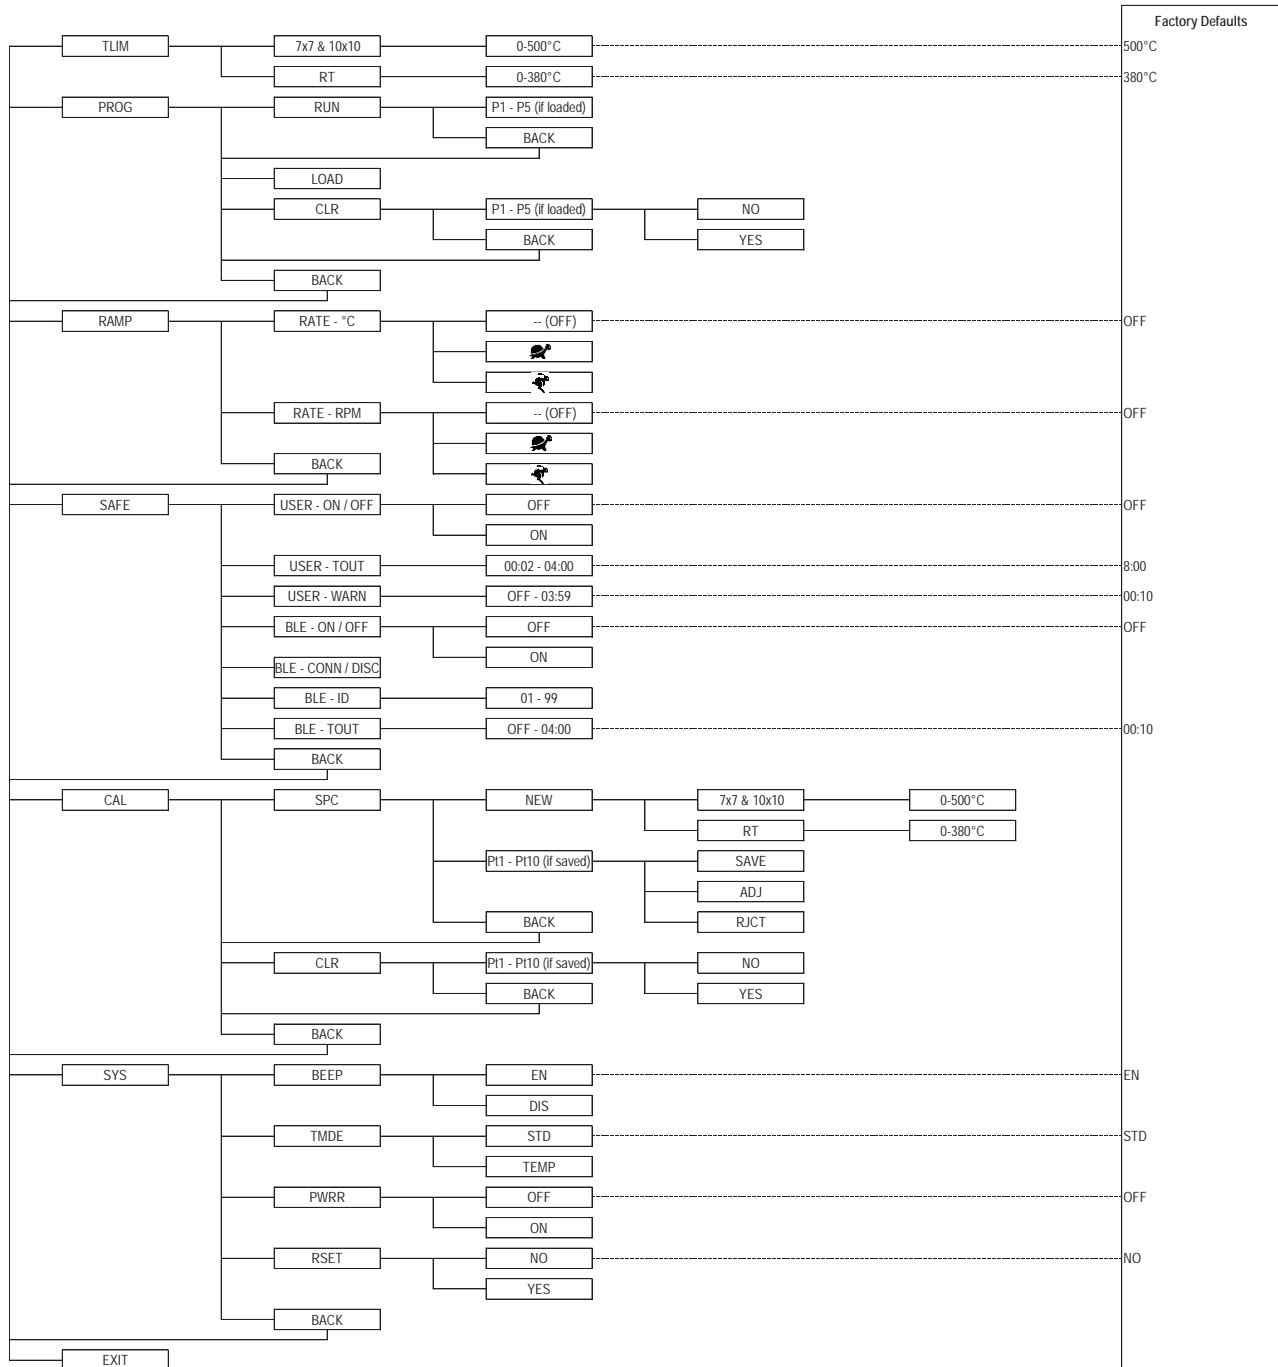 Factory Defaults
TLIM 7x7 & 10x10 0-500°C 500°C
RT 0-380°C 380°C
PROG RUN P1 - P5 (if loaded)
BACK
LOAD
CLR P1 - P5 (if loaded) NO
BACK YES
BACK
RAMP RATE - °C -- (OFF) OFF
RATE - RPM -- (OFF) OFF
BACK
SAFE USER - ON / OFF OFF OFF
ON
USER - TOUT 00:02 - 04:00 8:00
USER - WARN OFF - 03:59 00:10
BLE - ON / OFF OFF OFF
ON
BLE - CONN / DISC
BLE - ID 01 - 99
BLE - TOUT OFF - 04:00 00:10
BACK
CAL SPC NEW 7x7 & 10x10 0-500°C
RT 0-380°C
Pt1 - Pt10 (if saved) SAVE
ADJ
BACK RJCT
CLR Pt1 - Pt10 (if saved) NO
BACK YES
BACK
SYS BEEP EN EN
DIS
TMDE STD STD
TEMP
PWRR OFF OFF
ON
RSET NO NO
YES
BACK
EXIT